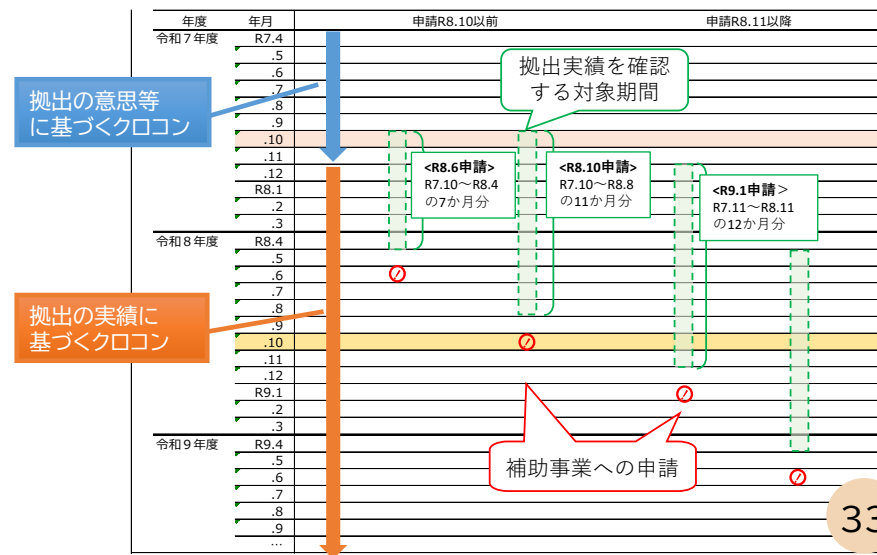 年度 年月 申請R8.10以前 申請R8.11以降
令和７年度 R7.4
.5
.6
.7
.8
.9
.10
.11
.12
R8.1
.2
.3
令和８年度 R8.4
.5
.6
.7
.8
.9
.10
.11
.12
R9.1
.2
.3
令和９年度 R9.4
.5
.6
.7
.8
.9
…
拠出の意思等
に基づくクロコン
拠出の実績に
基づくクロコン
拠出実績を確認
する対象期間
<R8.6申請>
R7.10～R8.4
の7か月分
<R8.10申請>
R7.10～R8.8
の11か月分
<R9.1申請＞
R7.11～R8.11
の12か月分
補助事業への申請
33